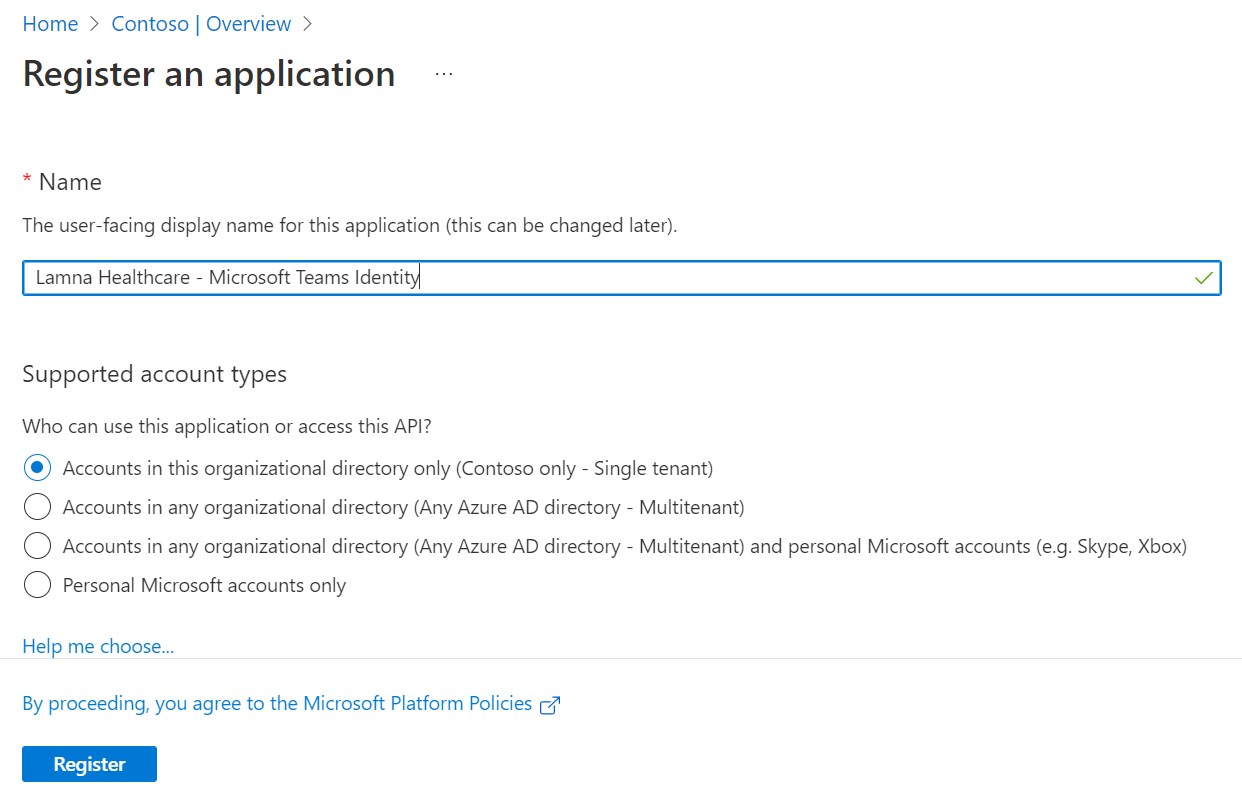 Home > Contoso | Overview >
Register an application ...
* Name
The user-facing display name for this application (this can be changed later).
Lamna Healthcare - Microsoft Teams Identity
Supported account types
Who can use this application or access this API?
Accounts in this organizational directory only (Contoso only - Single tenant)
Accounts in any organizational directory (Any Azure AD directory - Multitenant)
Accounts in any organizational directory (Any Azure AD directory - Multitenant) and personal Microsoft accounts (e.g. Skype, Xbox)
Personal Microsoft accounts only
Help me choose...
By proceeding, you agree to the Microsoft Platform Policies
Register